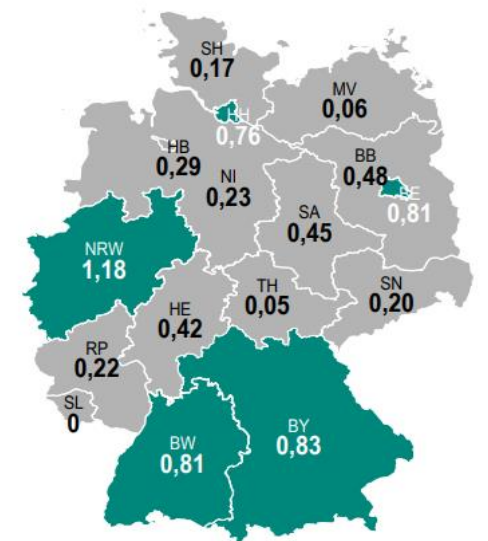 SH
0,17
MV
0,06
HH
0,76
HB
0,29
BB
0,48
NI
0,23
BE
0,81
SA
0,45
NRW
1,18
TH
0,05
SN
0,20
HE
0,42
RP
0,22
SL
0
BY
0,83
BW
0,81